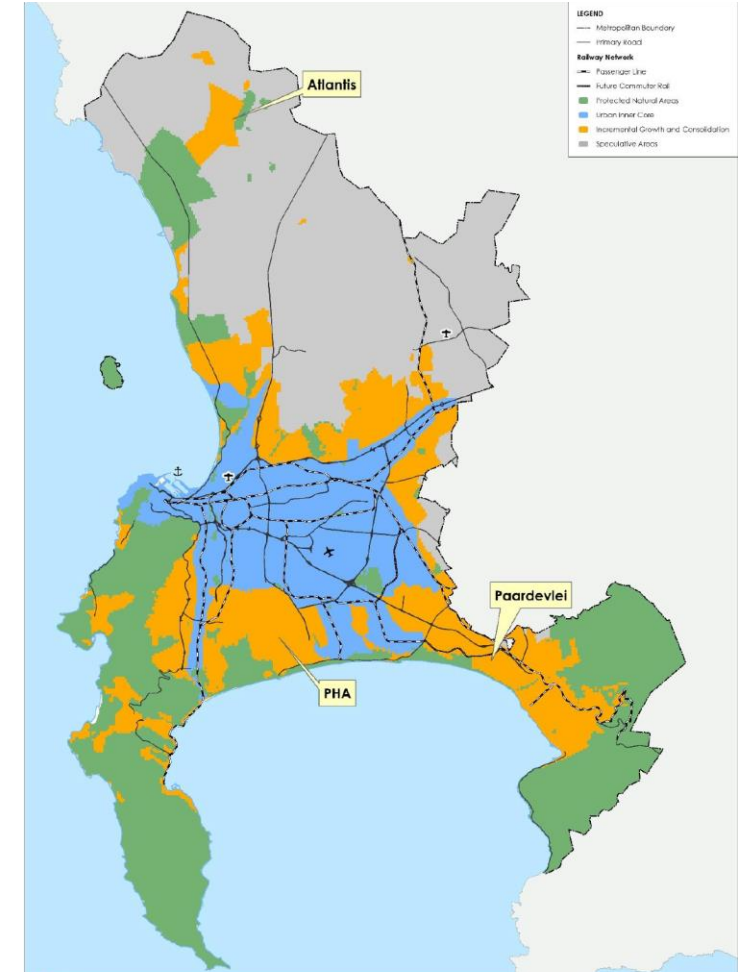 LEGEND
Metropolitan Boundary
Primary Road
Railway Network
Passenger Line
Future Commuter Rail
Protected Natural Areas
Urban Inner Core
Incremental Growth and Consolidation
Speculative Areas
Atlantis
Paardevlei
PHA